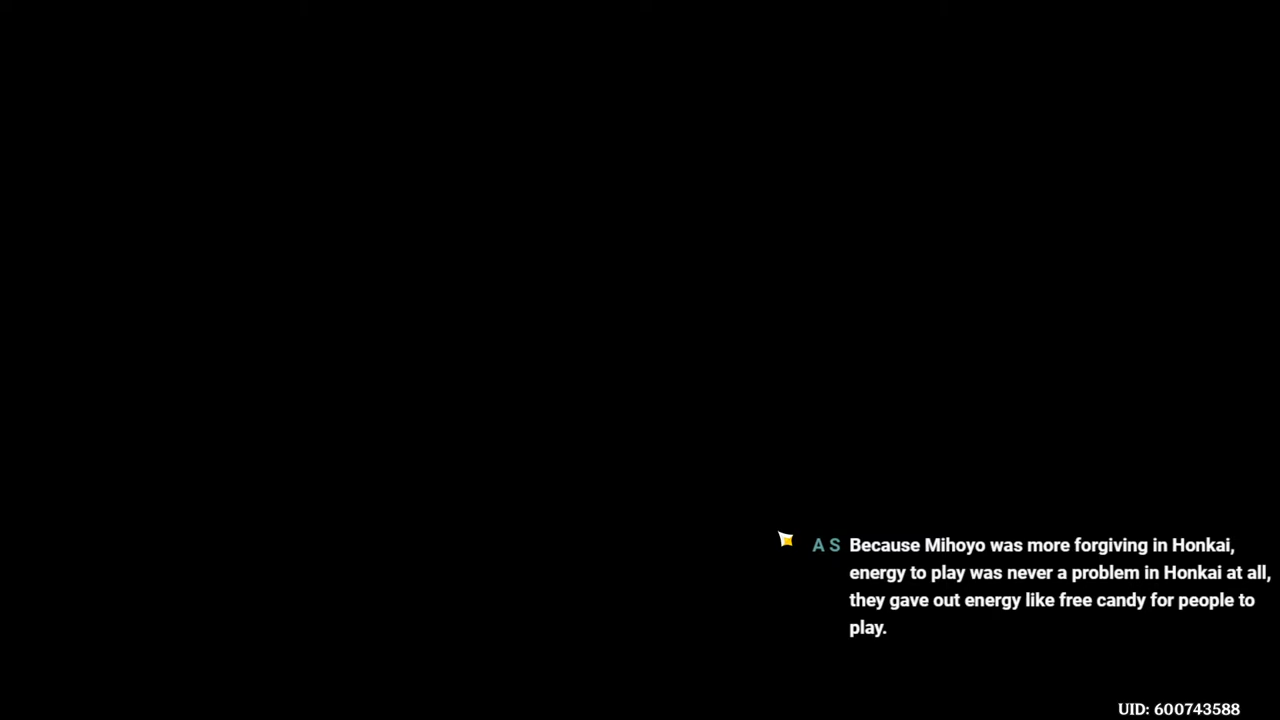 A S Because Mihoyo was more forgiving in Honkai,
energy to play was never a problem in Honkai at all,
they gave out energy like free candy for people to
play.
UID: 600743588